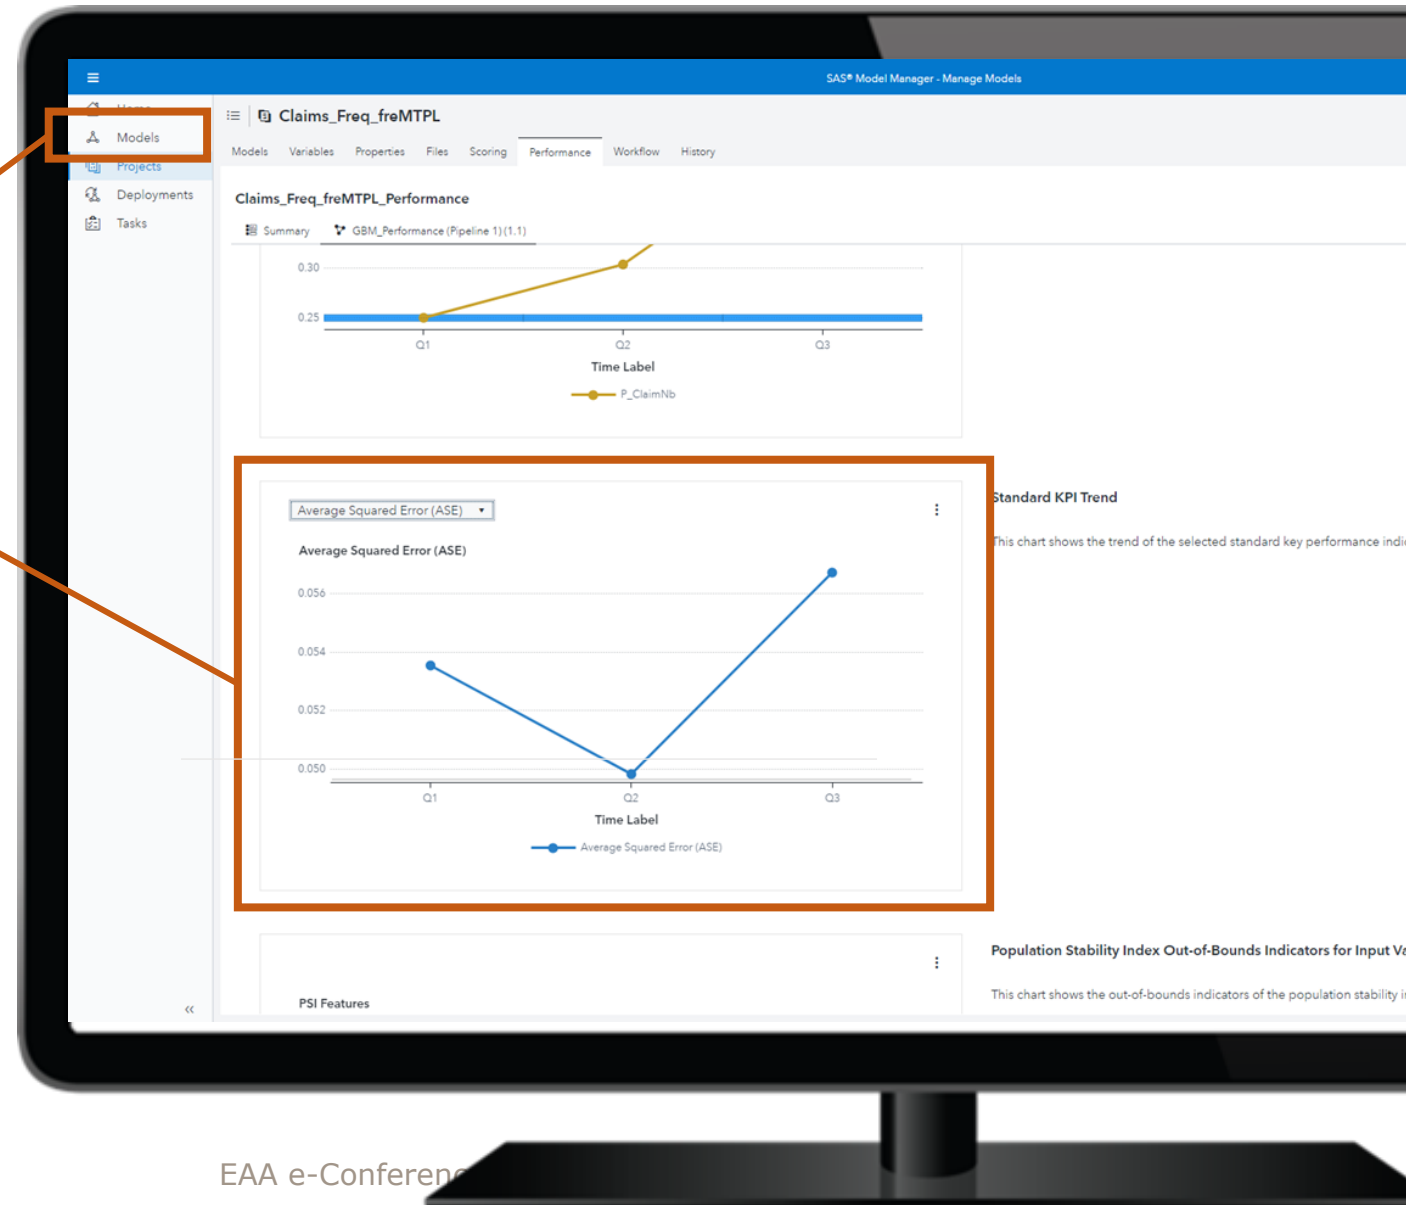 SAS® Model Manager - Manage Models
Models
Projects
Deployments
Tasks
Claims_Freq_freMTPL
Models Variables Properties Files Scoring Performance Workflow History
Claims_Freq_freMTPL_Performance
Summary GBM_Performance (Pipeline 1) (1.1)
0.30
0.25
Q1 Q2 Q3
Time Label
P_ClaimNb
Average Squared Error (ASE)
Average Squared Error (ASE)
0.056
0.054
0.052
0.050
Q1 Q2 Q3
Time Label
Average Squared Error (ASE)
Standard KPI Trend
This chart shows the trend of the selected standard key performance
Population Stability Index Out-of-Bounds Indicators for Input
This chart shows the out-of-bounds indicators of the population stability
PSI Features
EAA